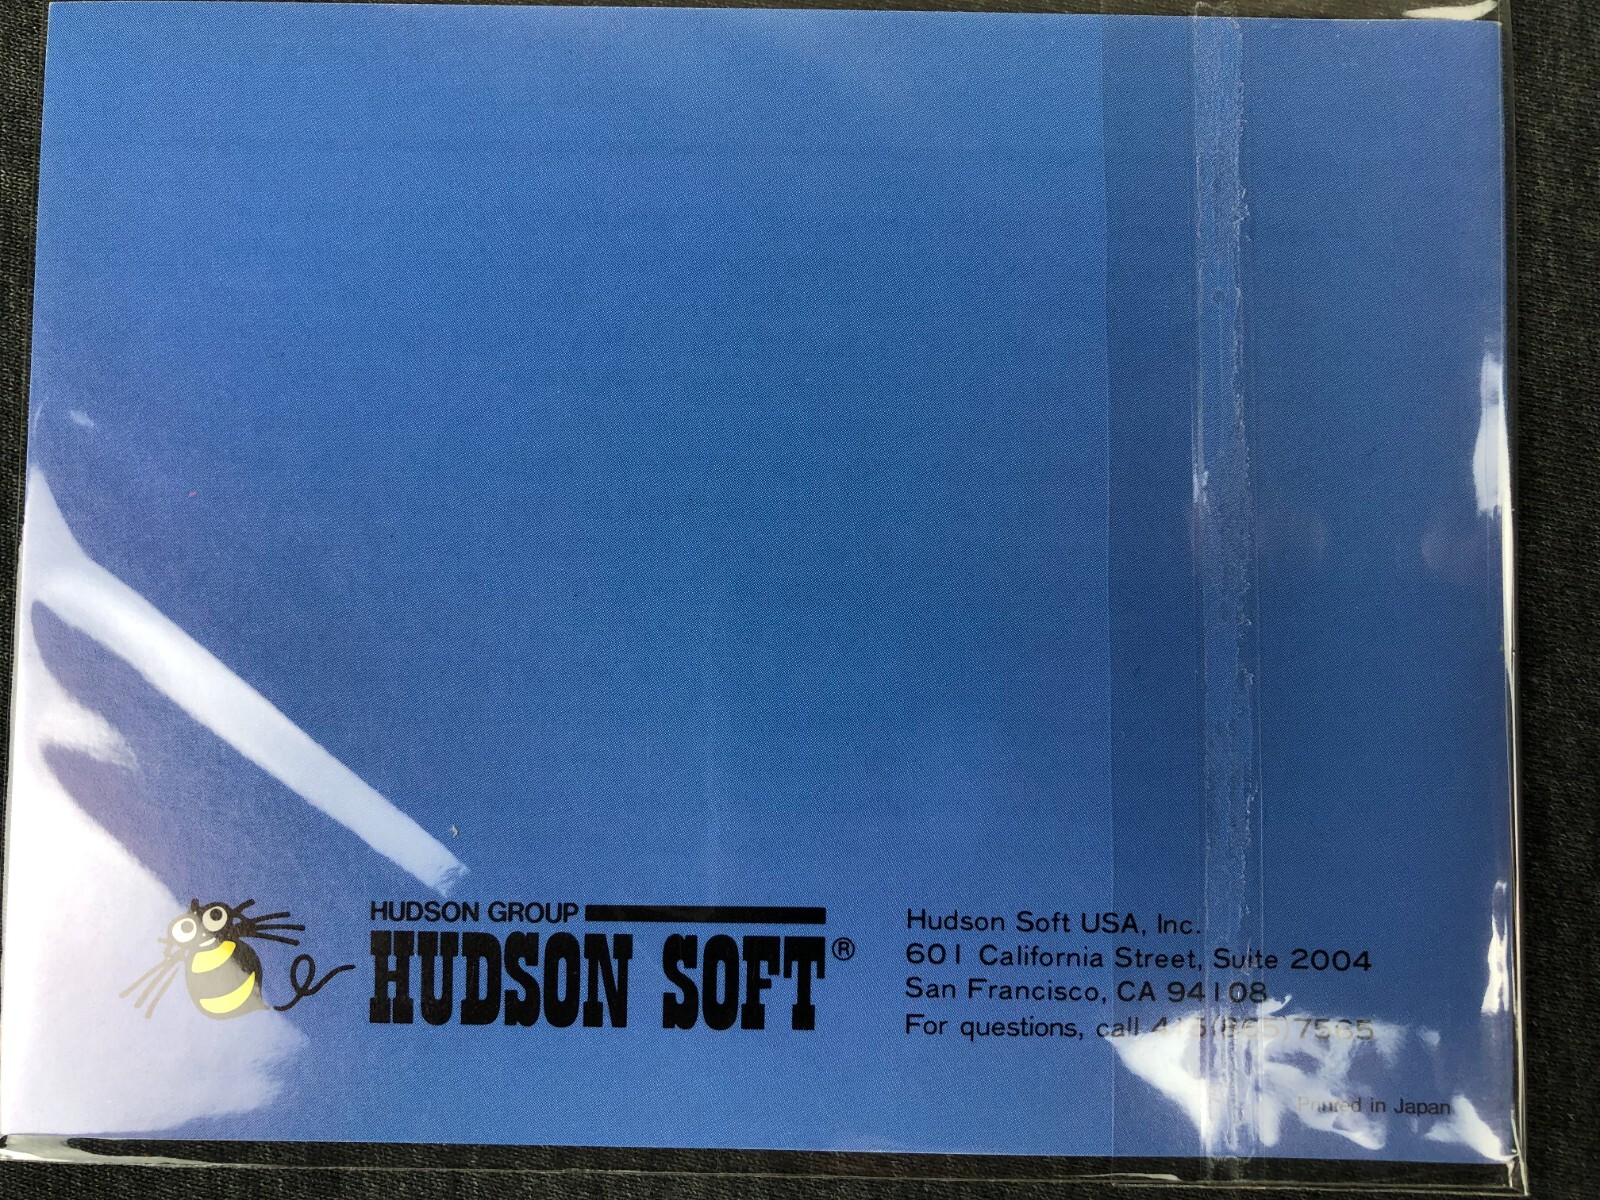 HUDSON GROUP
HUDSON SOFT®
Hudson Soft USA, Inc.
601 California Street, Suite 2004
San Francisco, CA 94108
For questions, call
Printed in Japan